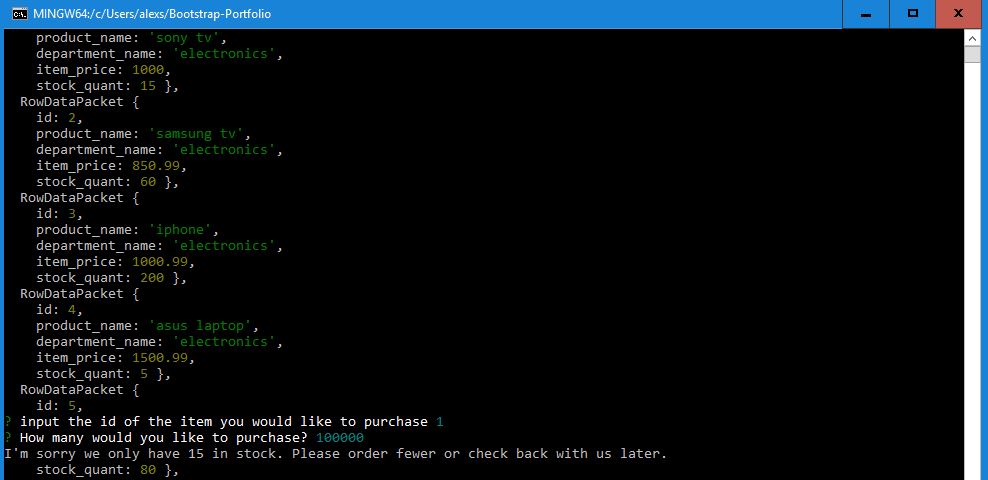 MINGW64:/c/Users/alexs/Bootstrap-Portfolio
product_name: 'sony tv',
department_name: 'electronics',
item_price: 1000,
stock_quant: 15 },
RowDataPacket {
id: 2,
product_name: 'samsung tv',
department_name: 'electronics',
item_price: 850.99,
stock_quant: 60 },
RowDataPacket {
id: 3,
product_name: 'iphone',
department_name: 'electronics',
item_price: 1000.99,
stock_quant: 200 },
RowDataPacket {
id: 4,
product_name: 'asus laptop',
department_name: 'electronics',
item_price: 1500.99,
stock_quant: 5 },
RowDataPacket {
id: 5,
? input the id of the item you would like to purchase 1
? How many would you like to purchase? 100000
I'm sorry we only have 15 in stock. Please order fewer or check back with us later.
stock_quant: 80 },